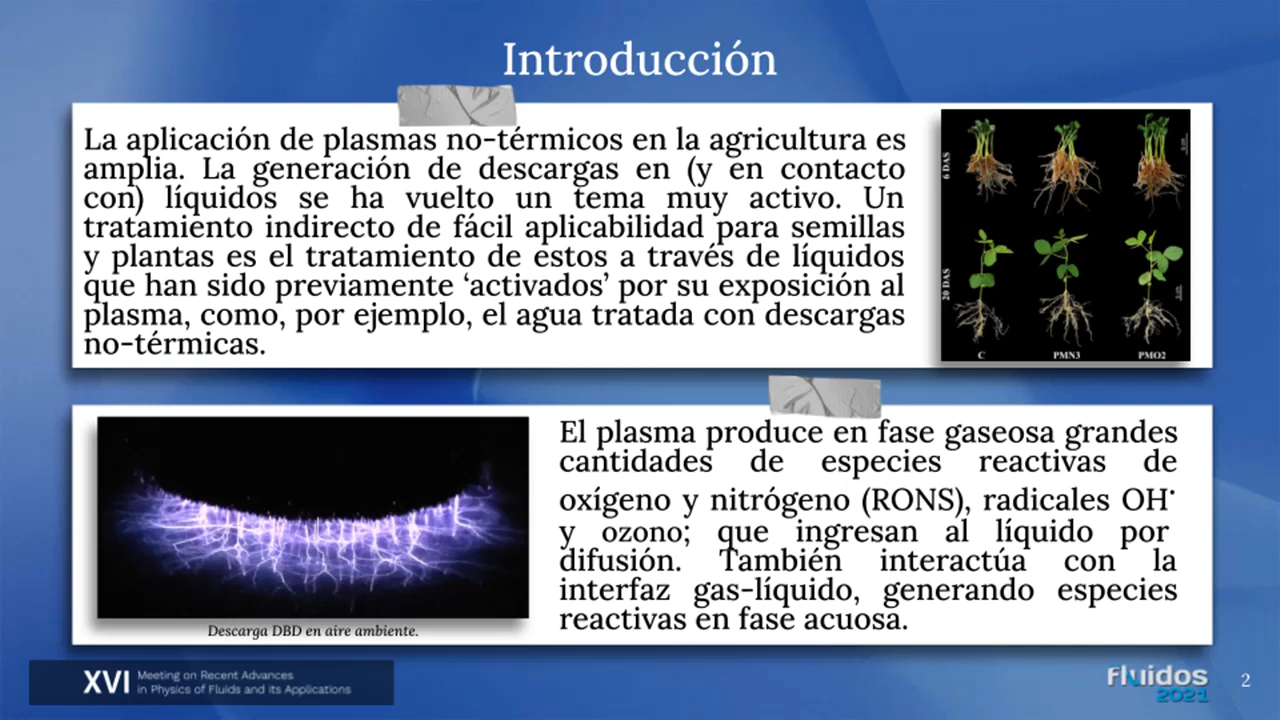 Introducción
La aplicación de plasmas no-térmicos en la agricultura es
amplia. La generación de descargas en (y en contacto
con) líquidos se ha vuelto un tema muy activo. Un
tratamiento indirecto de fácil aplicabilidad para semillas
y plantas es el tratamiento de estos a través de líquidos
que han sido previamente ‘activados’ por su exposición al
plasma, como, por ejemplo, el agua tratada con descargas
no-térmicas.
6 DAS
20 DAS
C PMN3 PMO2
El plasma produce en fase gaseosa grandes
cantidades de especies reactivas de
oxígeno y nitrógeno (RONS), radicales OH·
y ozono; que ingresan al líquido por
difusión. También interactúa con la
interfaz gas-líquido, generando especies
reactivas en fase acuosa.
Descarga DBD en aire ambiente.
XVI Meeting on Recent Advances
in Physics of Fluids and its Applications
Fluidos
2021
2